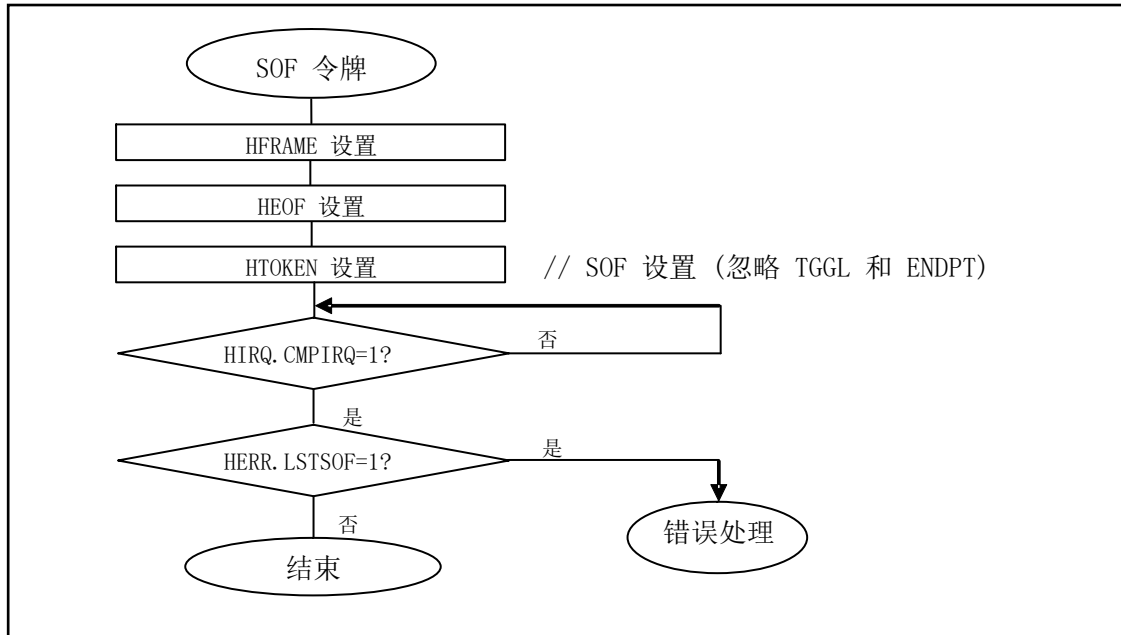 SOF 令牌
HFRAME 设置
HEOF 设置
HTOKEN 设置
// SOF 设置 (忽略 TGGL 和 ENDPT)
HIRQ.CMPIRQ=1?
否
是
HERR.LSTSOF=1?
是
否
错误处理
结束